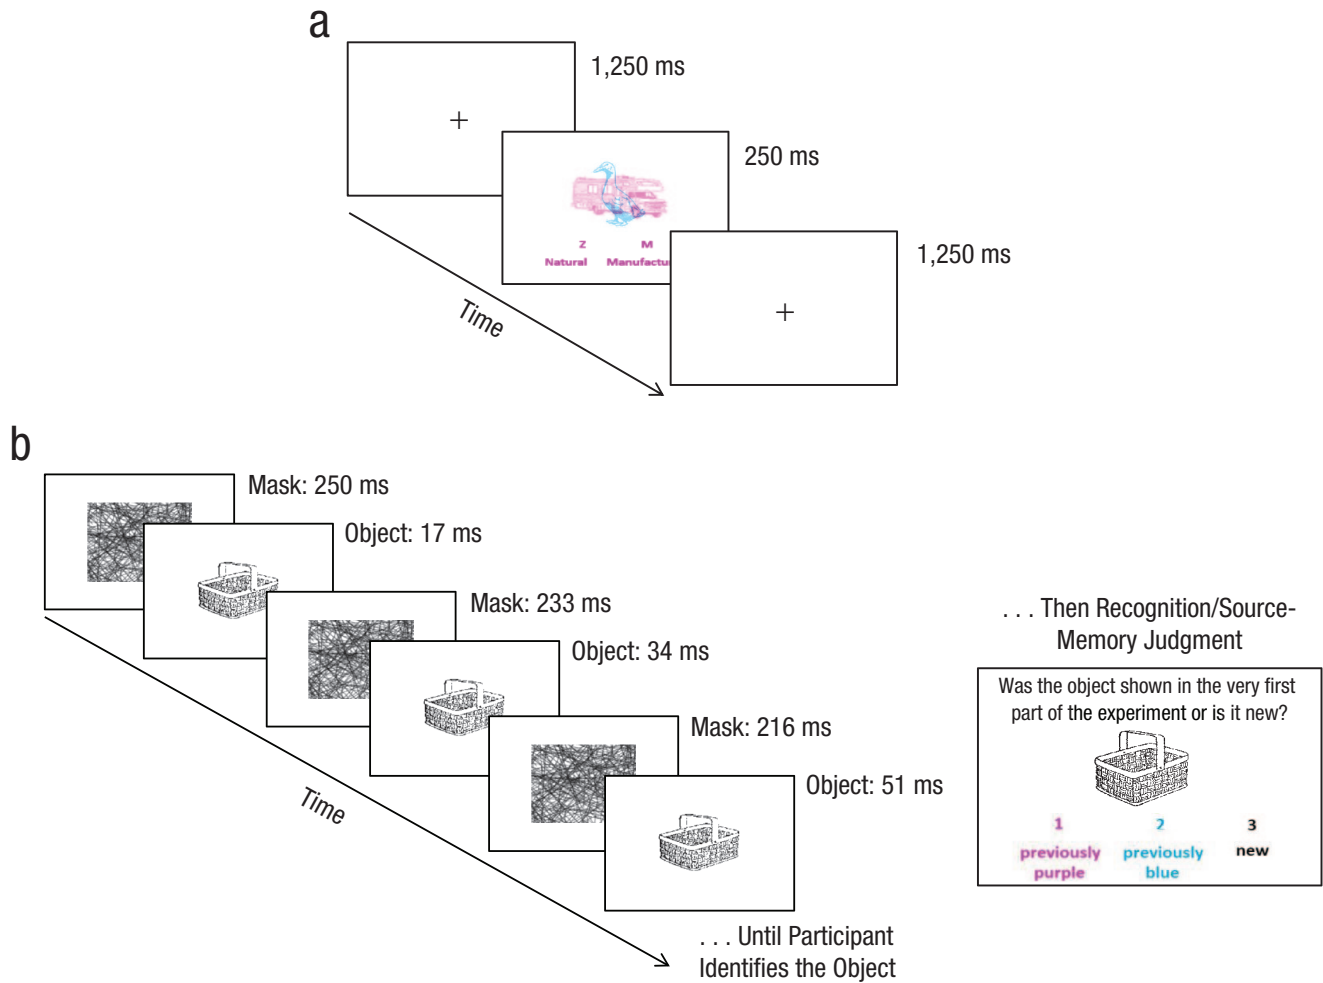 a
1,250 ms
250 ms
Z M
Natural Manufactu
1,250 ms
Time
b
Mask: 250 ms
Object: 17 ms
Mask: 233 ms
Object: 34 ms
Mask: 216 ms
Object: 51 ms
Time
. . . Until Participant
Identifies the Object
. . . Then Recognition/Source-
Memory Judgment
Was the object shown in the very first
part of the experiment or is it new?
1 2 3
previously previously new
purple blue